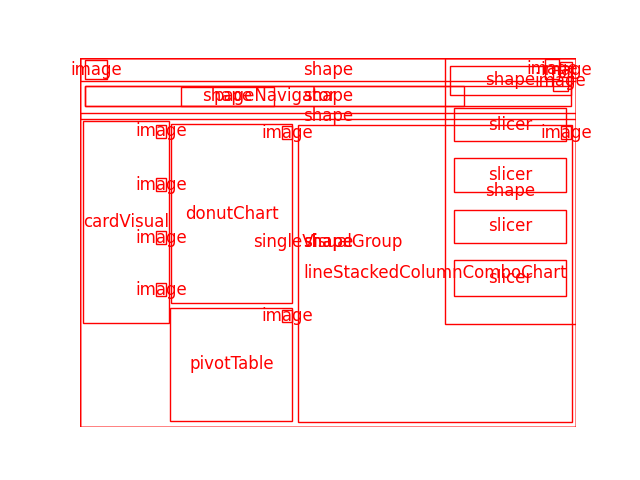 image
shape
image
image
image
shape
shape
pageNavigator
shape
shape
slicer
image
image
image
image
slicer
shape
donutChart
cardVisual
slicer
image
singleVisualGroup
shape
lineStackedColumnComboChart
slicer
image
image
pivotTable